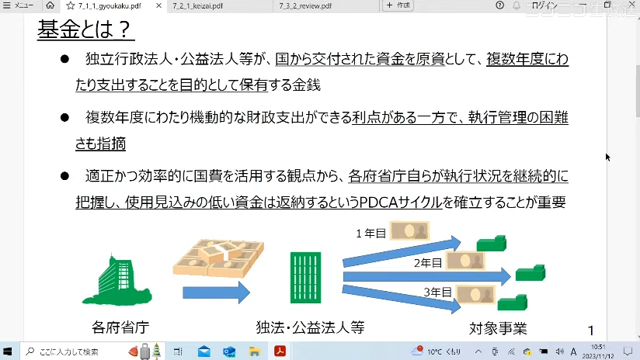 メニュー 7_1_1_gyoukaku.pdf 7_2_1_keizai.pdf 7_3_2_review.pdf + 作成 ログイン
基金とは？
● 独立行政法人・公益法人等が、国から交付された資金を原資として、複数年度にわ
たり支出することを目的として保有する金銭
● 複数年度にわたり機動的な財政支出ができる利点がある一方で、執行管理の困難
さも指摘
● 適正かつ効率的に国費を活用する観点から、各府省庁自らが執行状況を継続的に
把握し、使用見込みの低い資金は返納するというPDCAサイクルを確立することが重要
1年目
2年目
3年目
各府省庁 独法・公益法人等 対象事業 1
ここに入力して検索 10°C くもり A 10:51
2023/11/12